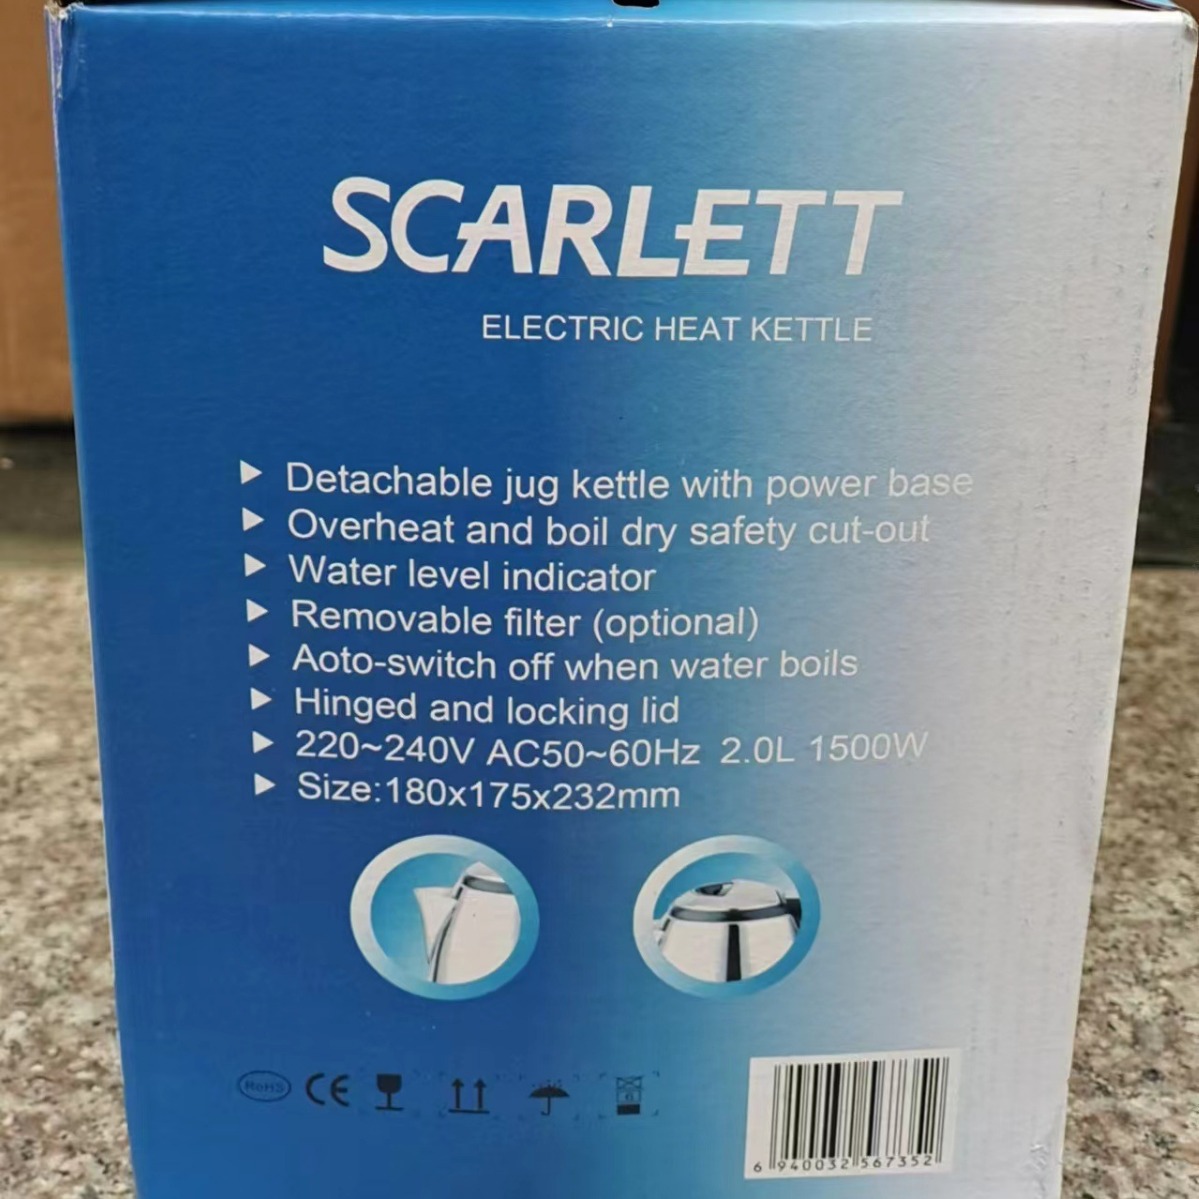 SCARLETT
ELECTRIC HEAT KETTLE
Detachable jug kettle with power base
Overheat and boil dry safety cut-out
Water level indicator
Removable filter (optional)
Aoto-switch off when water boils
Hinged and locking lid
220~240V AC50~60Hz 2.0L 1500W
Size:180x175x232mm
RoHS CE 6
6 940032 567352